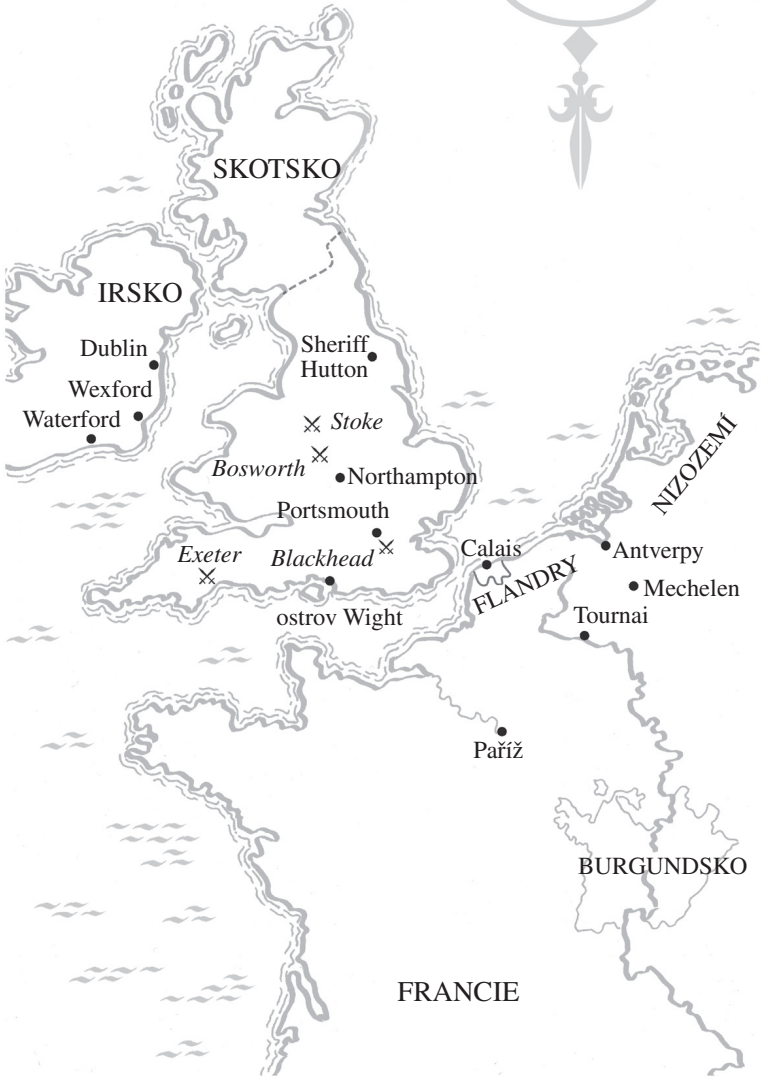 SKOTSKO
IRSKO
Dublin
Wexford
Waterford
Sheriff
Hutton
Stoke
Bosworth
Northampton
Portsmouth
Exeter
Blackhead
ostrov Wight
Calais
FLANDRY
NIZOZEMÍ
Antverpy
Mechelen
Tournai
Paříž
BURGUNDSKO
FRANCIE